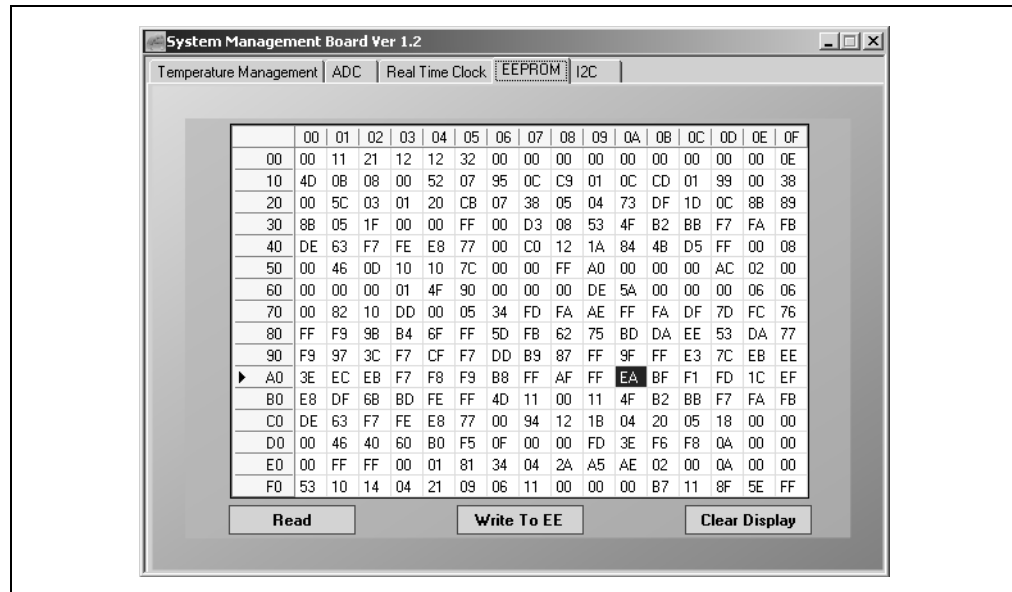 System Management Board Ver 1.2
Temperature Management ADC Real Time Clock EEPROM I2C
00 01 02 03 04 05 06 07 08 09 0A 0B 0C 0D 0E 0F
00 00 11 21 12 12 32 00 00 00 00 00 00 00 00 00 0E
10 4D 0B 08 00 52 07 95 0C C9 01 0C CD 01 99 00 38
20 00 5C 03 01 20 CB 07 38 05 04 73 DF 1D 0C 8B 89
30 8B 05 1F 00 00 FF 00 D3 08 53 4F B2 BB F7 FA FB
40 DE 63 F7 FE E8 77 00 C0 12 1A 84 4B D5 FF 00 08
50 00 46 0D 10 10 7C 00 00 FF A0 00 00 00 AC 02 00
60 00 00 00 01 4F 90 00 00 00 DE 5A 00 00 00 06 06
70 00 82 10 DD 00 05 34 FD FA AE FF FA DF 7D FC 76
80 FF F9 9B B4 6F FF 5D FB 62 75 BD DA EE 53 DA 77
90 F9 97 3C F7 CF F7 DD B9 87 FF 9F FF E3 7C EB EE
A0 3E EC EB F7 F8 F9 B8 FF AF FF EA BF F1 FD 1C EF
B0 E8 DF 6B BD FE FF 4D 11 00 11 4F B2 BB F7 FA FB
C0 DE 63 F7 FE E8 77 00 94 12 1B 04 20 05 18 00 00
D0 00 46 40 60 B0 F5 0F 00 00 FD 3E F6 F8 0A 00 00
E0 00 FF FF 00 01 81 34 04 2A A5 AE 02 00 0A 00 00
F0 53 10 14 04 21 09 06 11 00 00 00 B7 11 8F 5E FF
Read Write To EE Clear Display